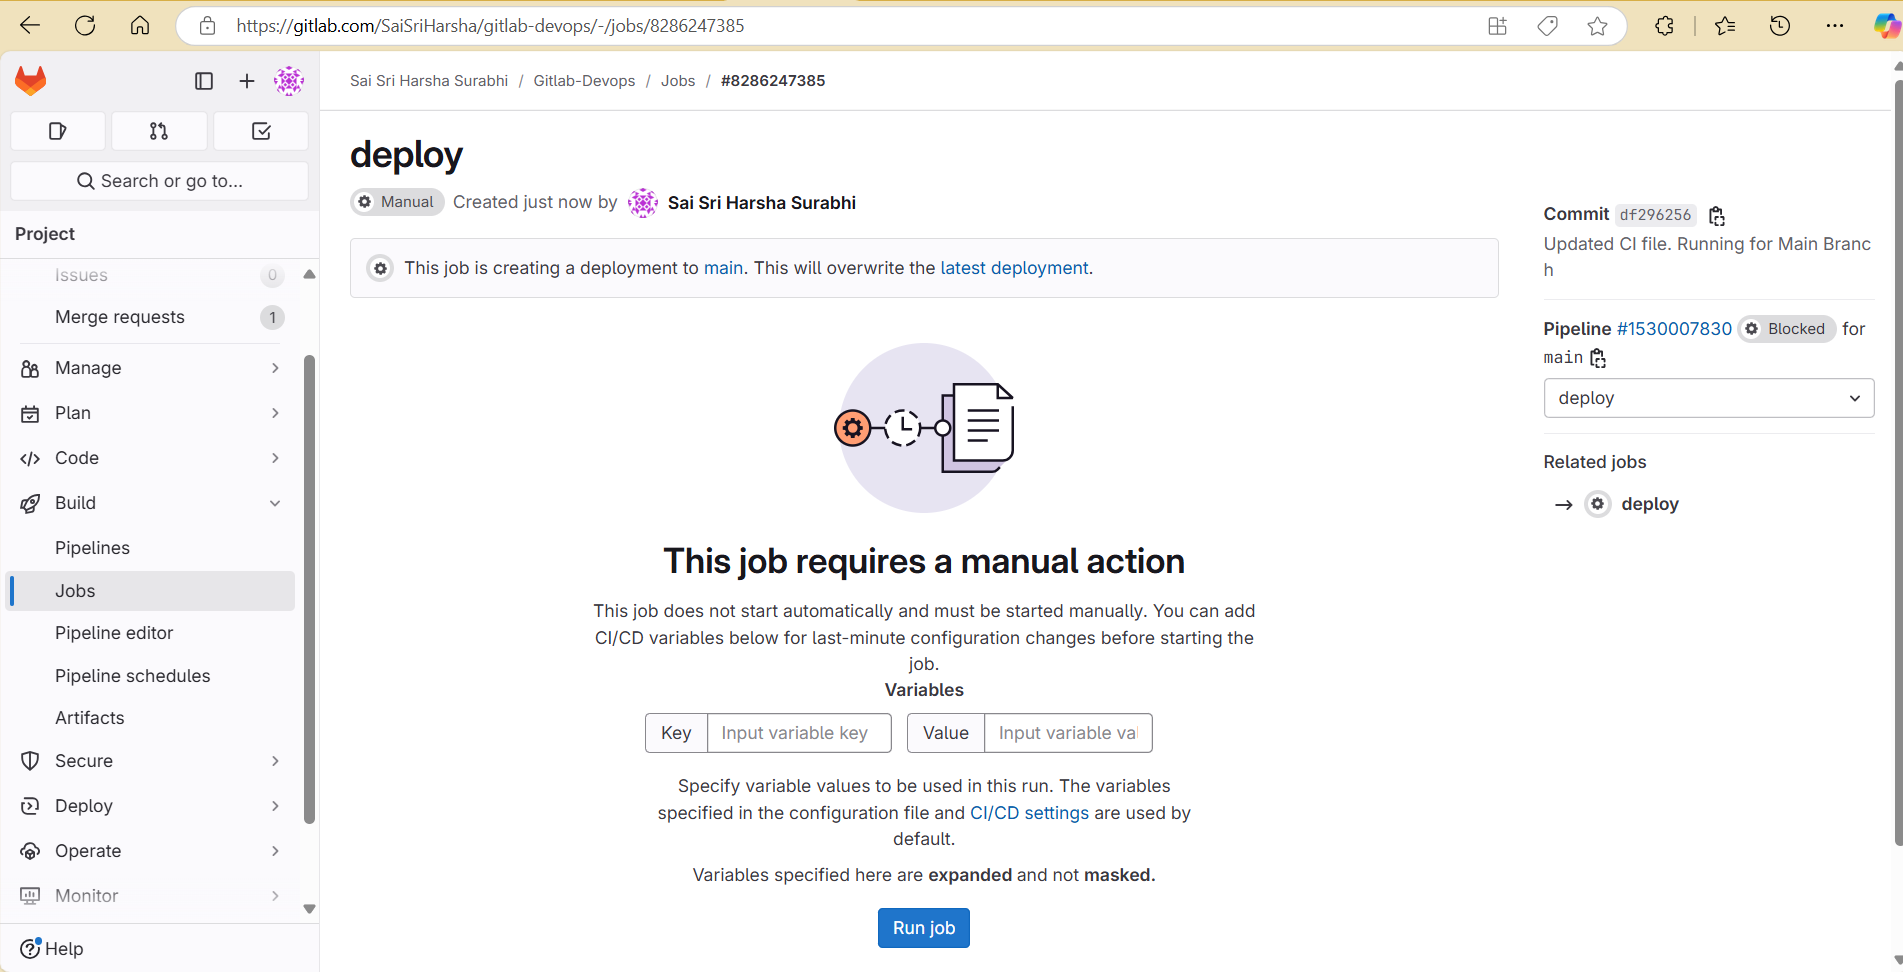 https://gitlab.com/SaiSriHarsha/gitlab-devops/-/jobs/8286247385
Sai Sri Harsha Surabhi / Gitlab-Devops / Jobs / #8286247385
Search or go to...
Project
Issues 0
Merge requests 1
Manage
Plan
Code
Build
Pipelines
Jobs
Pipeline editor
Pipeline schedules
Artifacts
Secure
Deploy
Operate
Monitor
Help
deploy
Manual Created just now by Sai Sri Harsha Surabhi
This job is creating a deployment to main. This will overwrite the latest deployment.
This job requires a manual action
This job does not start automatically and must be started manually. You can add
CI/CD variables below for last-minute configuration changes before starting the
job.
Variables
Key Input variable key Value Input variable val
Specify variable values to be used in this run. The variables
specified in the configuration file and CI/CD settings are used by
default.
Variables specified here are expanded and not masked.
Run job
Commit df296256
Updated CI file. Running for Main Branc
h
Pipeline #1530007830 Blocked for
main
deploy
Related jobs
→ deploy